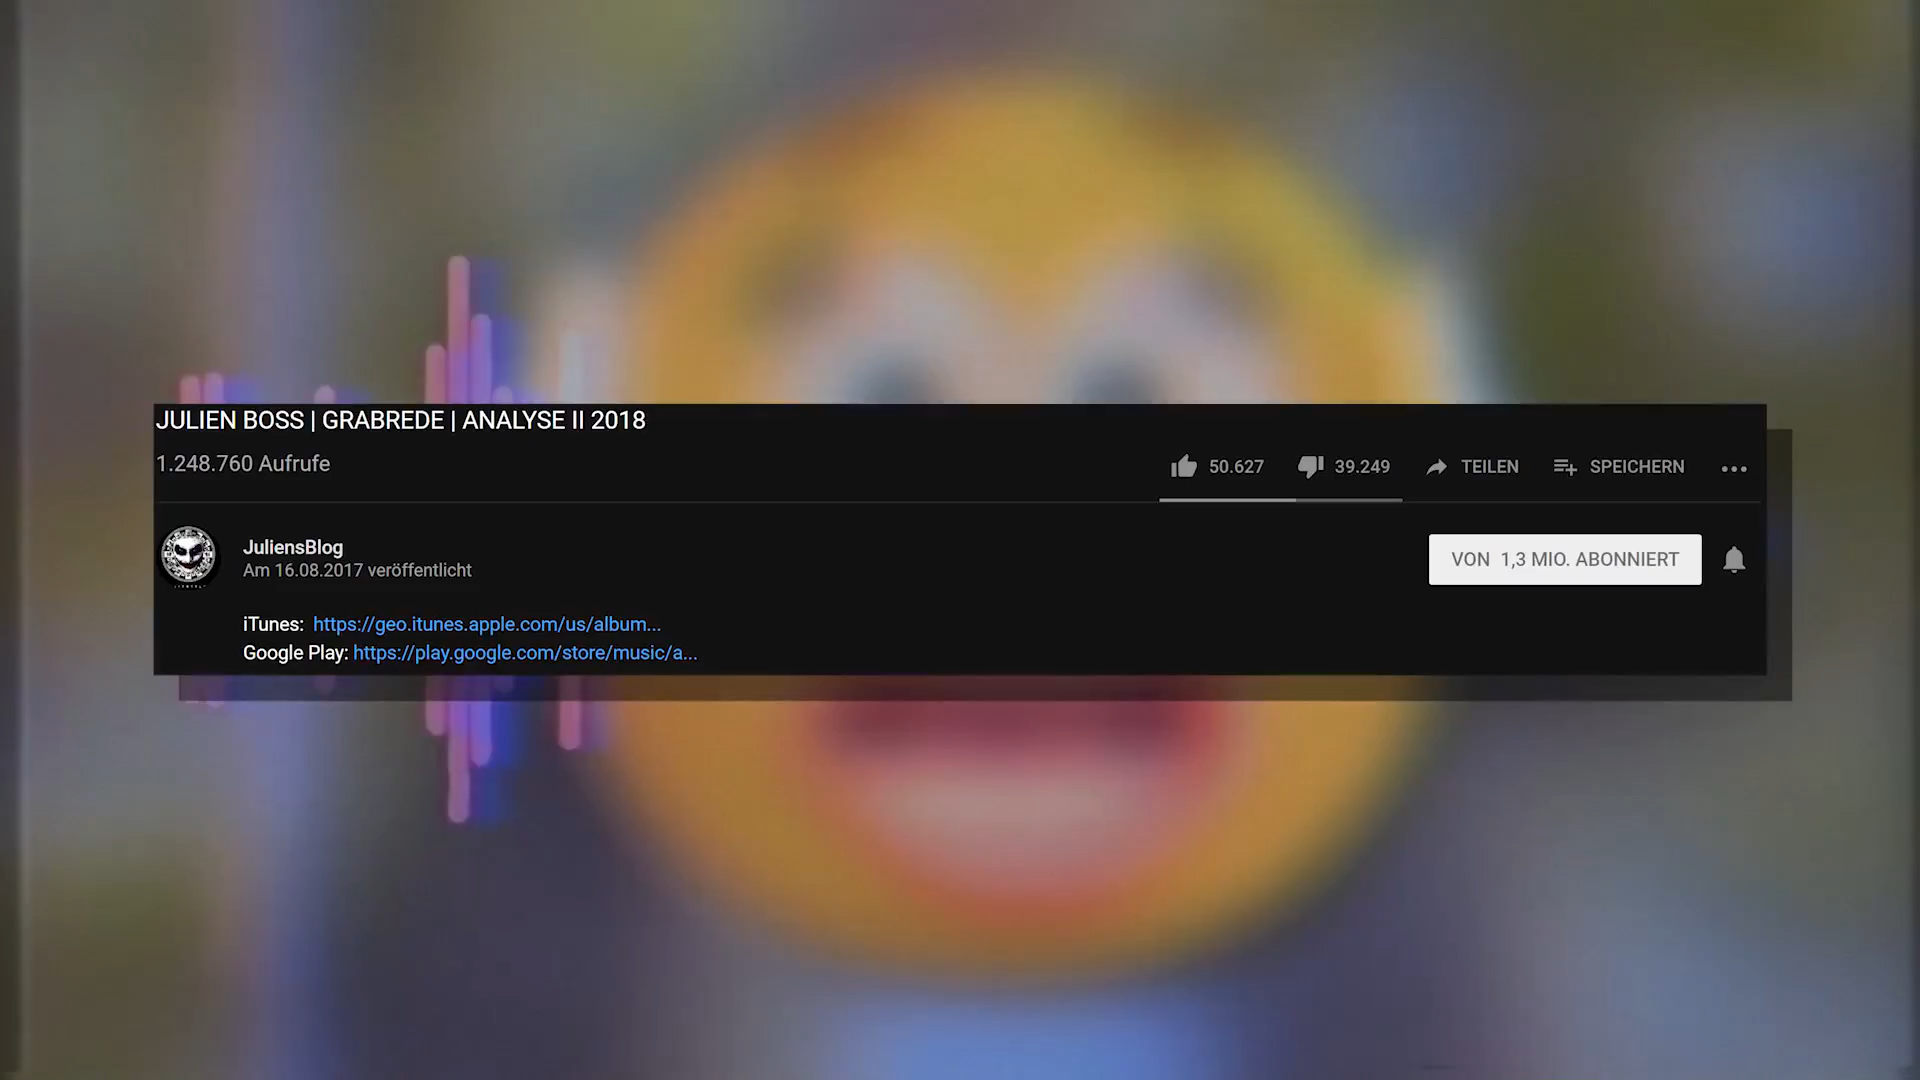 JULIEN BOSS | GRABREDE | ANALYSE II 2018
1.248.760 Aufrufe
50.627 39.249 TEILEN SPEICHERN
JuliensBlog
Am 16.08.2017 veröffentlicht
VON 1,3 MIO. ABONNIERT
iTunes: https://geo.itunes.apple.com/us/album...
Google Play: https://play.google.com/store/music/a...